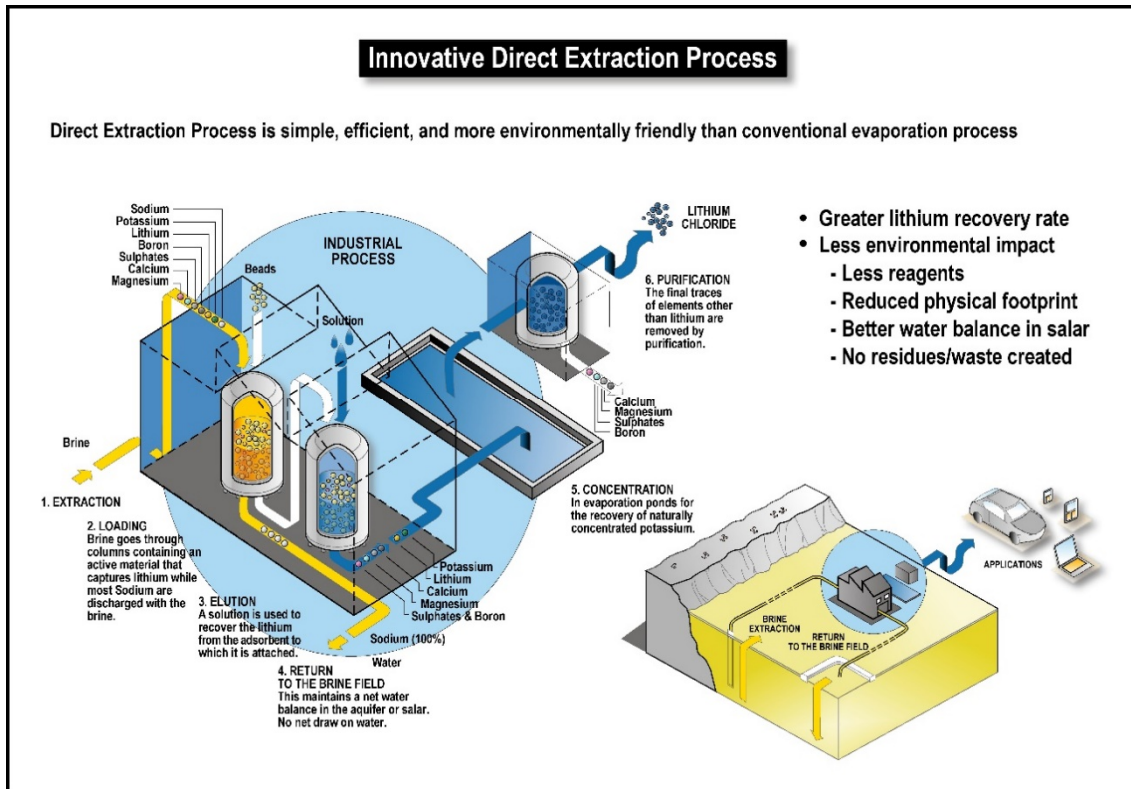 Innovative Direct Extraction Process
Direct Extraction Process is simple, efficient, and more environmentally friendly than conventional evaporation process
Sodium
Potassium
Lithium
Boron
Sulphates
Calcium
Magnesium
Beads
INDUSTRIAL
PROCESS
Solution
LITHIUM
CHLORIDE
6. PURIFICATION
The final traces
of elements other
than lithium are
removed by
purification.
Calcium
Magnesium
Sulphates
Boron
• Greater lithium recovery rate
• Less environmental impact
- Less reagents
- Reduced physical footprint
- Better water balance in salar
- No residues/waste created
Brine
1. EXTRACTION
2. LOADING
Brine goes through
columns containing an
active material that
captures lithium while
most Sodium are
discharged with the
brine.
3. ELUTION
A solution is used to
recover the lithium
from the adsorbent to
which it is attached.
Potassium
Lithium
Calcium
Magnesium
Sulphates & Boron
Sodium (100%)
Water
4. RETURN
TO THE BRINE FIELD
This maintains a net water
balance in the aquifer or salar.
No net draw on water.
5. CONCENTRATION
In evaporation ponds for
the recovery of naturally
concentrated potassium.
APPLICATIONS
BRINE
EXTRACTION
RETURN
TO THE BRINE FIELD